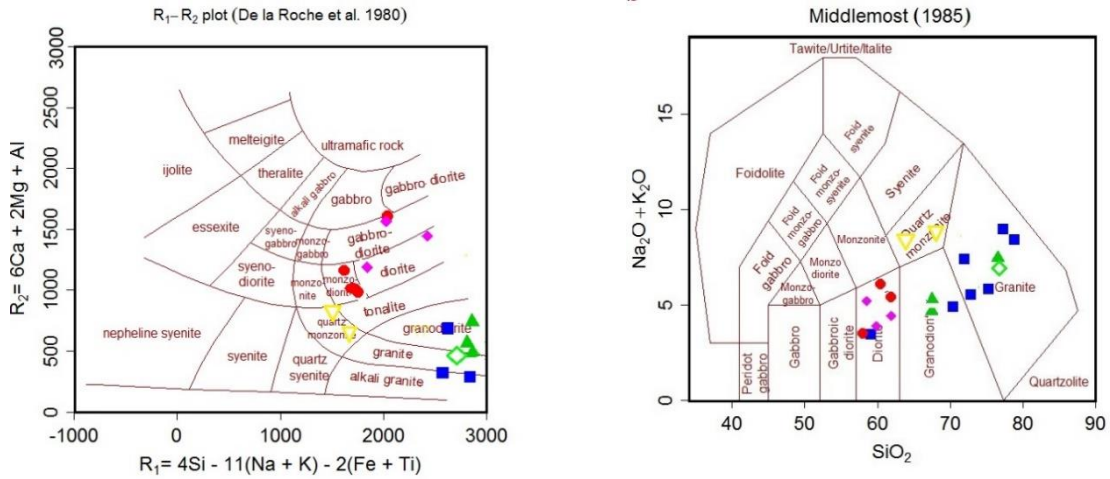 R₁–R₂ plot (De la Roche et al. 1980)
R₂= 6Ca + 2Mg + Al
3000
2500
2000
1500
1000
500
0
ultramafic rock
melteigite
ijolite
theralite
alkali gabbro
gabbro
gabbro diorite
essexite
syeno-
gabbro
monzo-
gabbro
gabbro-
diorite
syeno-
diorite
monzo-
nite
monzo-
diorite
diorite
tonalite
nepheline syenite
quartz
monzonite
granodiorite
syenite
quartz
syenite
granite
alkali granite
-1000
0
1000
2000
3000
R₁= 4Si - 11(Na + K) - 2(Fe + Ti)
Middlemost (1985)
Na₂O + K₂O
15
10
5
0
Tawite/Urtite/Italite
Foid
syenite
Foidolite
Foid
monzo-
syenite
Syenite
Foid
monzo-
gabbro
Monzonite
Quartz
monzonite
Foid
gabbro
Monzo
diorite
Monzo-
gabbro
Granite
Peridot
gabbro
Gabbro
Gabbroic
diorite
Diorite
Granodiori
Quartzolite
40
50
60
70
80
90
SiO₂